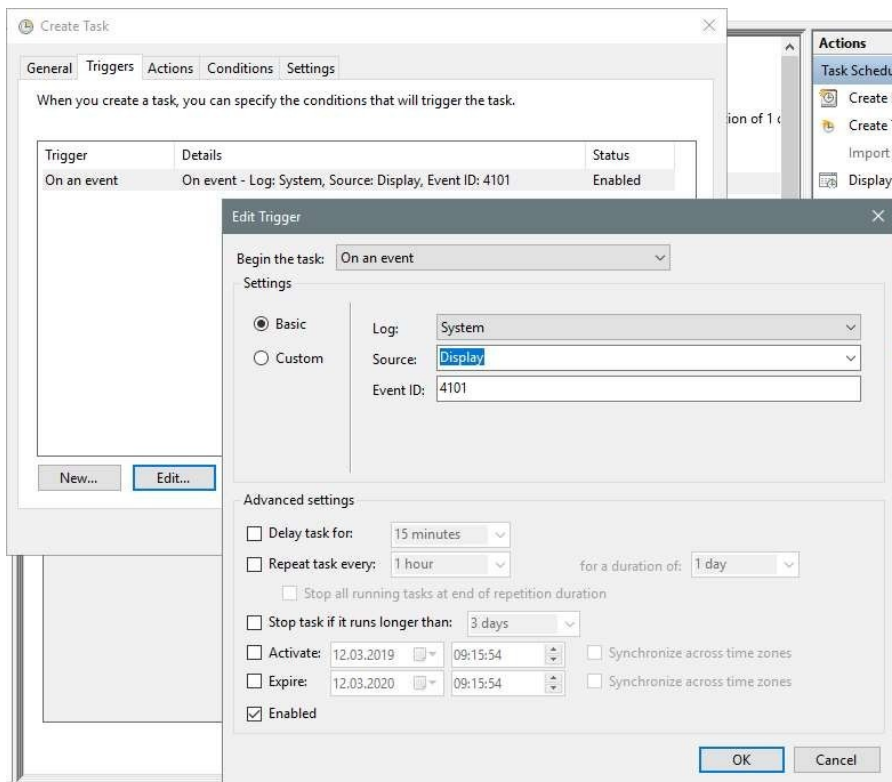 Create Task
General Triggers Actions Conditions Settings
When you create a task, you can specify the conditions that will trigger the task.
Trigger Details Status
On an event On event - Log: System, Source: Display, Event ID: 4101 Enabled
New... Edit...
ion of 1
Actions
Task Schedu
Create
Create
Import
Display
Edit Trigger
Begin the task: On an event
Settings
Basic
Custom
Log: System
Source: Display
Event ID: 4101
Advanced settings
Delay task for: 15 minutes
Repeat task every: 1 hour for a duration of: 1 day
Stop all running tasks at end of repetition duration
Stop task if it runs longer than: 3 days
Activate: 12.03.2019 09:15:54 Synchronize across time zones
Expire: 12.03.2020 09:15:54 Synchronize across time zones
Enabled
OK Cancel